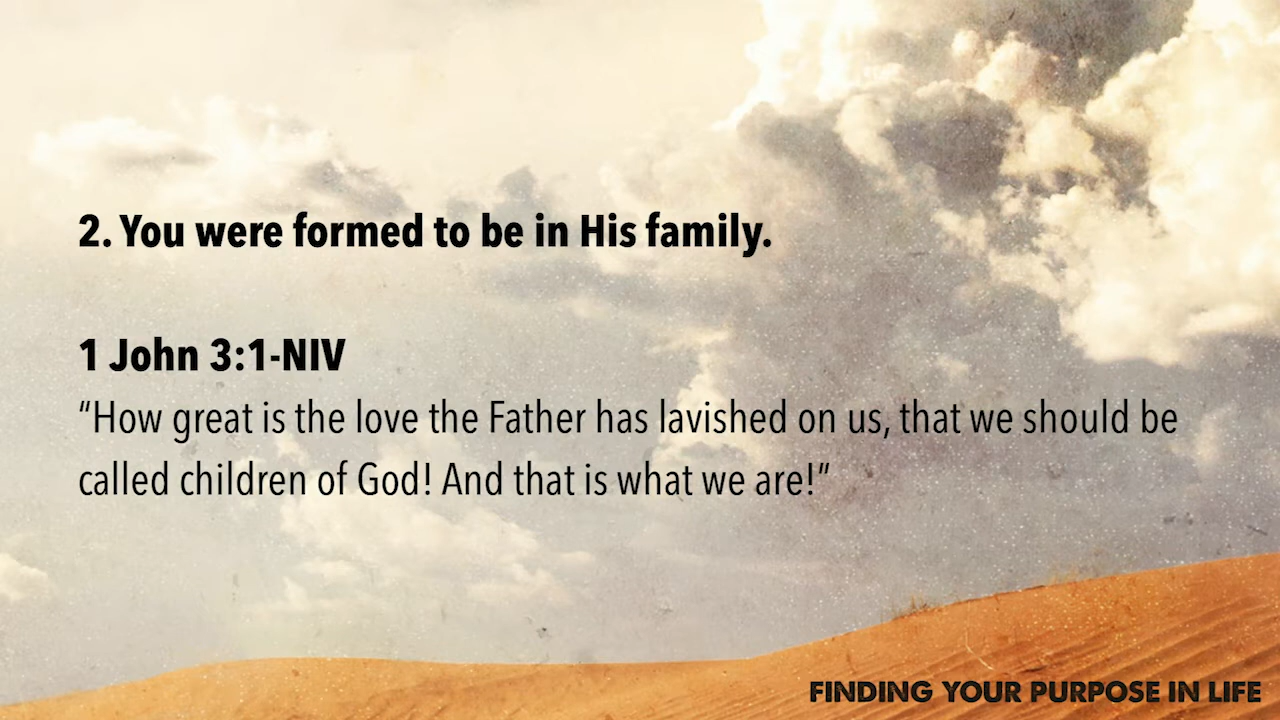 2. You were formed to be in His family.
1 John 3:1-NIV
“How great is the love the Father has lavished on us, that we should be
called children of God! And that is what we are!”
FINDING YOUR PURPOSE IN LIFE